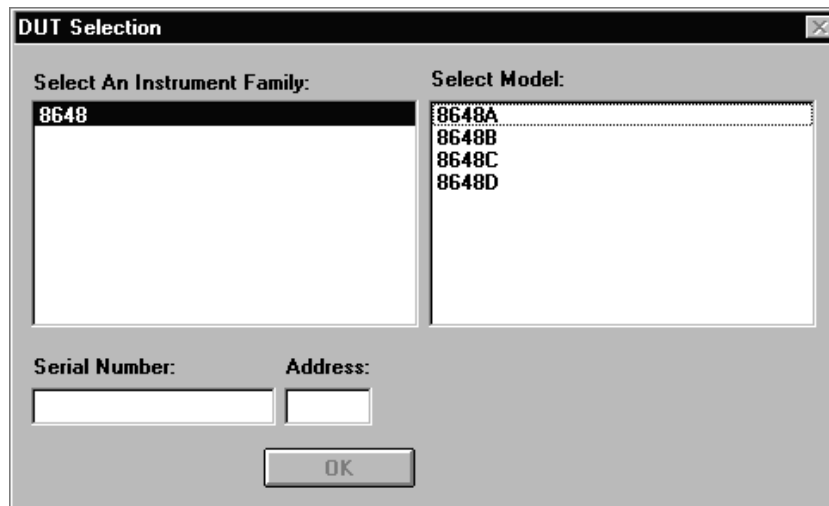 DUT Selection
Select An Instrument Family:
8648
Select Model:
8648A
8648B
8648C
8648D
Serial Number:
Address:
OK